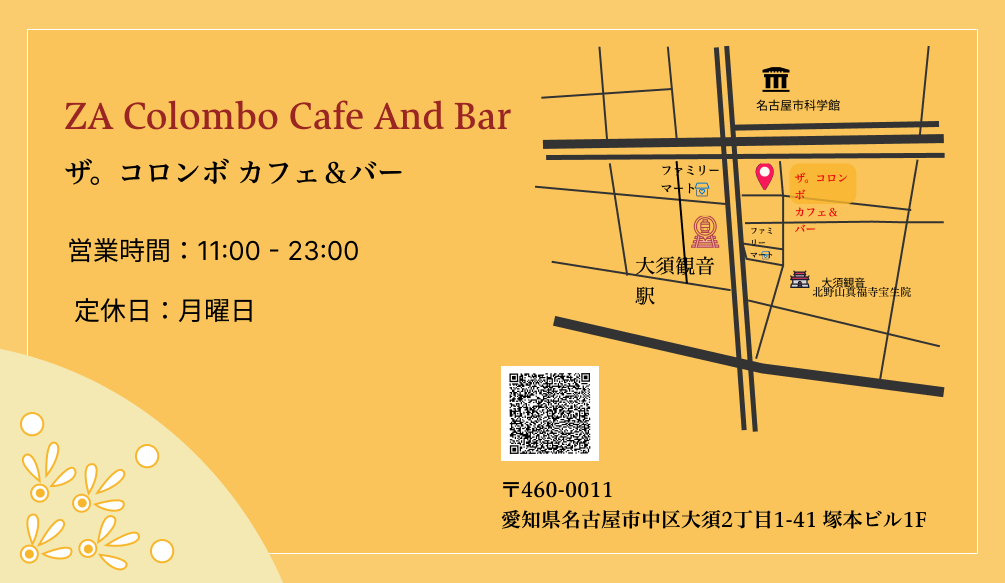 ZA Colombo Cafe And Bar
ザ。コロンボ カフェ＆バー
営業時間：11:00 - 23:00
定休日：月曜日
名古屋市科学館
ファミリー
マート
ザ。コロン
ボ
カフェ＆
バー
ファミ
リー
マート
大須観音
駅
大須観音
北野山真福寺宝生院
〒460-0011
愛知県名古屋市中区大須2丁目1-41 塚本ビル1F